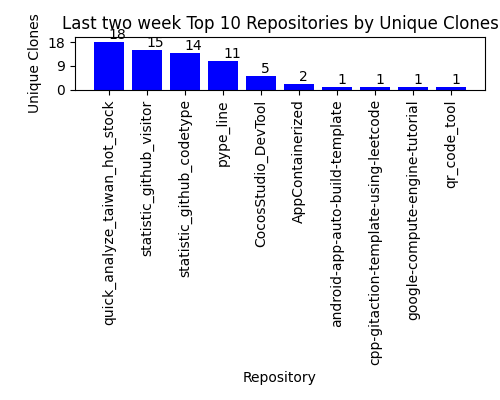 Last two week Top 10 Repositories by Unique Clones
Unique Clones
18
9
0
18
15
14
11
5
2
1
1
1
1
quick_analyze_taiwan_hot_stock
statistic_github_visitor
statistic_github_codetype
pype_line
CocosStudio_DevTool
AppContainerized
android-app-auto-build-template
cpp-gitaction-template-using-leetcode
google-compute-engine-tutorial
qr_code_tool
Repository